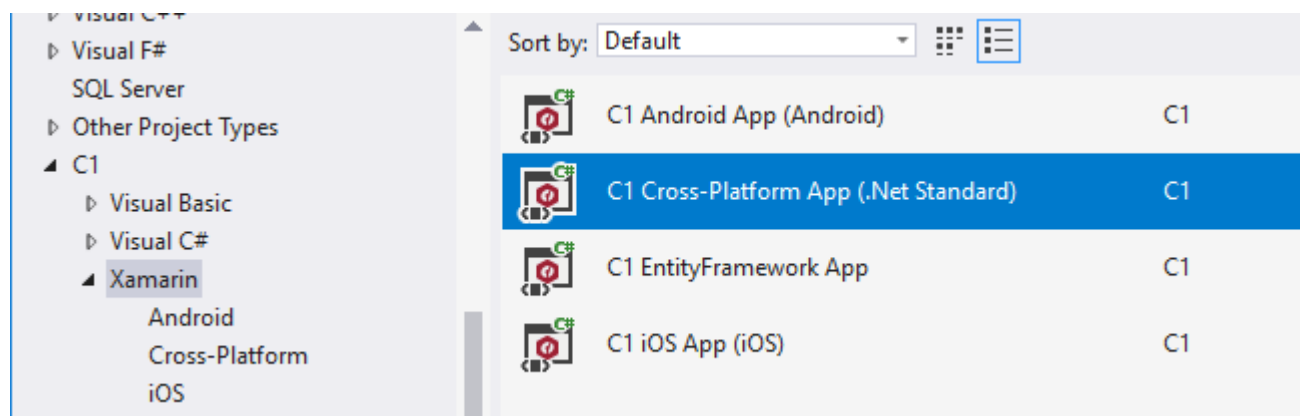 Visual C++
Visual F#
SQL Server
Other Project Types
C1
Visual Basic
Visual C#
Xamarin
Android
Cross-Platform
iOS
Sort by: Default
C# C1 Android App (Android) C1
C# C1 Cross-Platform App (.Net Standard) C1
C# C1 EntityFramework App C1
C# C1 iOS App (iOS) C1